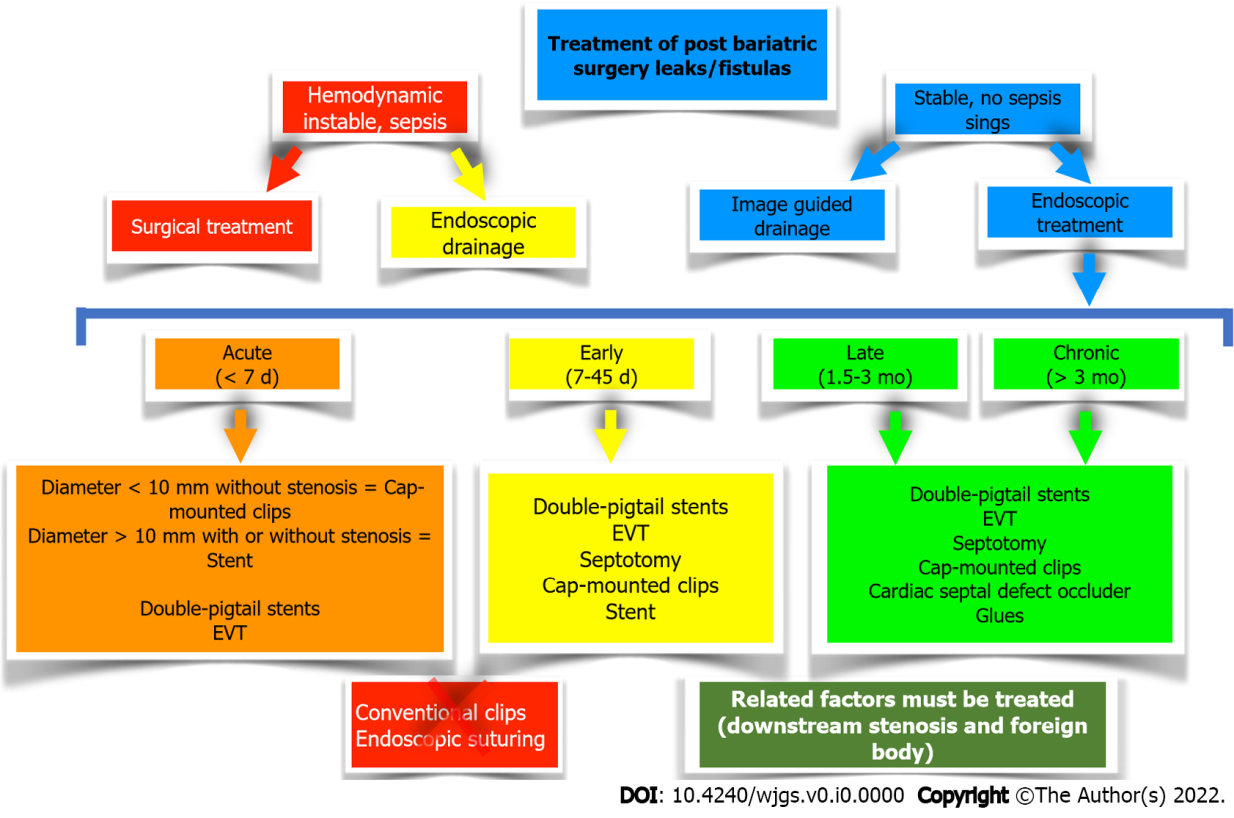 Treatment of post bariatric
surgery leaks/fistulas
Hemodynamic
instable, sepsis
Stable, no sepsis
sings
Surgical treatment
Endoscopic
drainage
Image guided
drainage
Endoscopic
treatment
Acute
(< 7 d)
Early
(7-45 d)
Late
(1.5-3 mo)
Chronic
(> 3 mo)
Diameter < 10 mm without stenosis = Cap-
mounted clips
Diameter > 10 mm with or without stenosis =
Stent
Double-pigtail stents
EVT
Double-pigtail stents
EVT
Septotomy
Cap-mounted clips
Stent
Double-pigtail stents
EVT
Septotomy
Cap-mounted clips
Cardiac septal defect occluder
Glues
Conventional clips
Endoscopic suturing
Related factors must be treated
(downstream stenosis and foreign
body)
DOI: 10.4240/wjgs.v0.i0.0000 Copyright ©The Author(s) 2022.